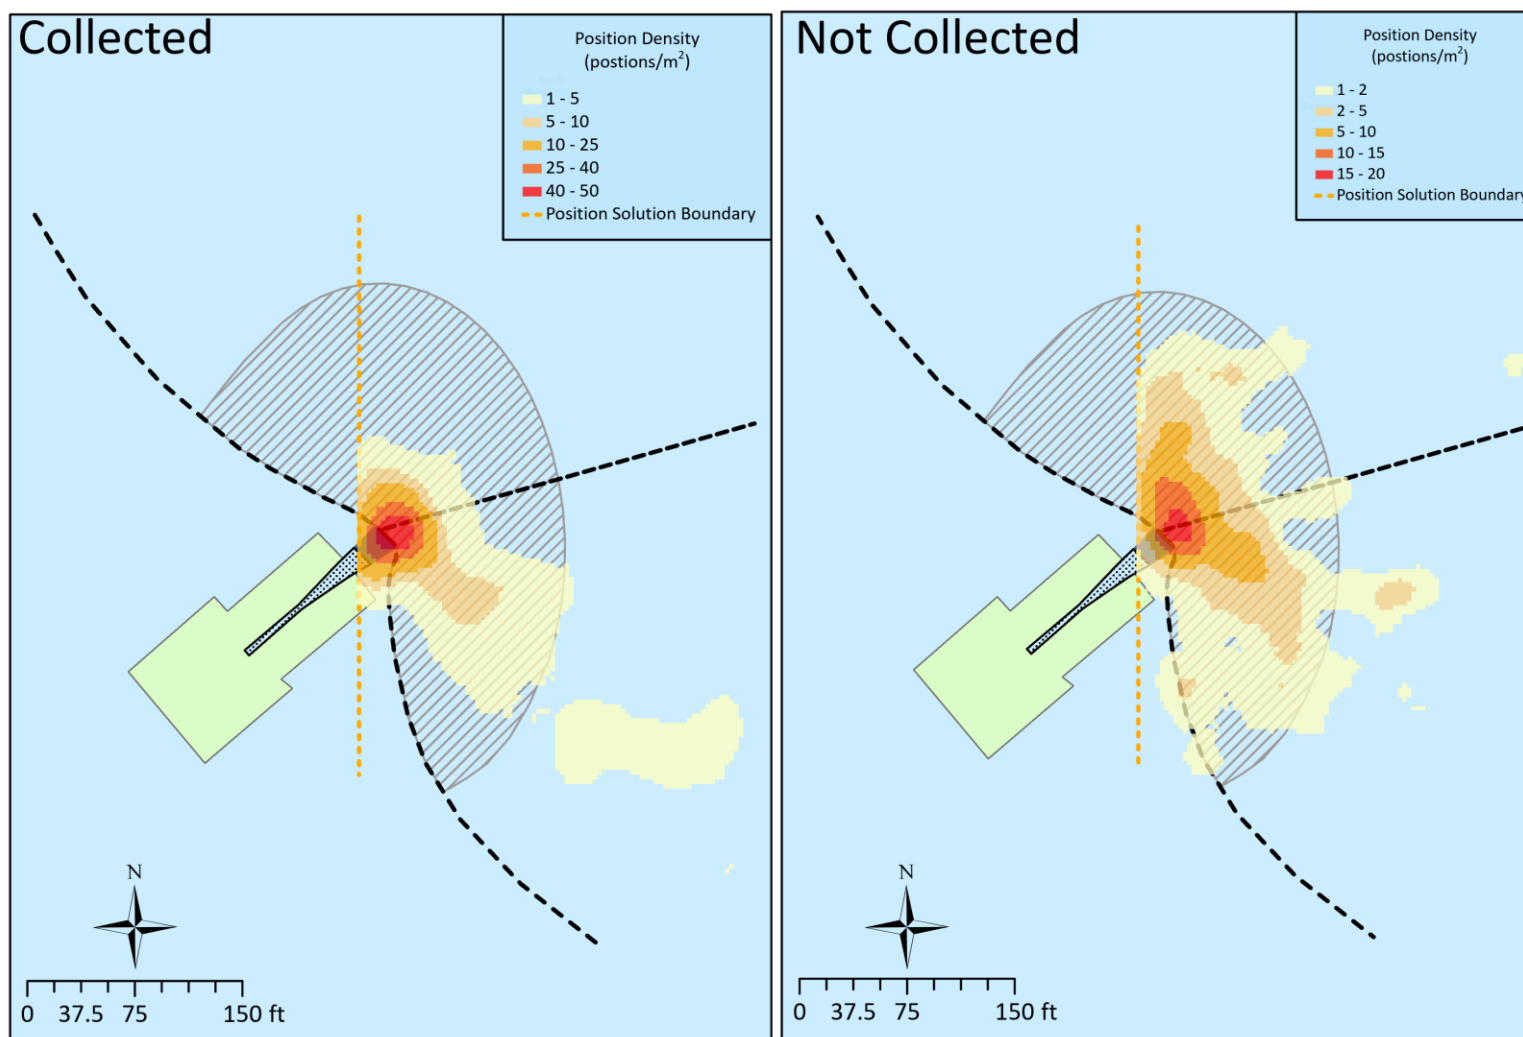 Collected
Position Density
(postions/m²)
1 - 5
5 - 10
10 - 25
25 - 40
40 - 50
Position Solution Boundary
N
0 37.5 75 150 ft
Not Collected
Position Density
(postions/m²)
1 - 2
2 - 5
5 - 10
10 - 15
15 - 20
Position Solution Boundary
N
0 37.5 75 150 ft